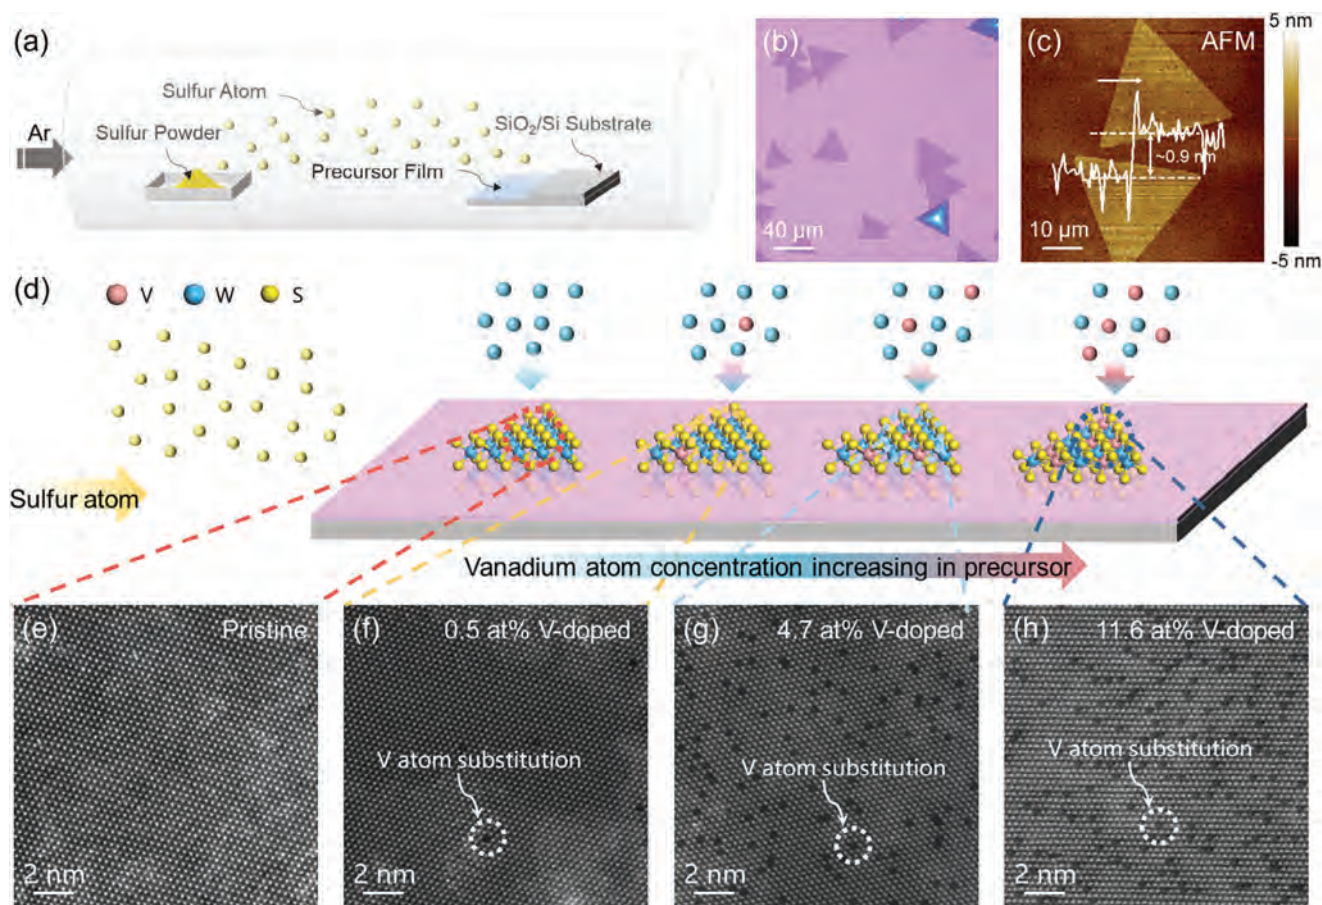 (a)
Sulfur Atom
Ar
Sulfur Powder
SiO₂/Si Substrate
Precursor Film
(b)
40 µm
(c)
AFM
~0.9 nm
10 µm
5 nm
-5 nm
(d)
V
W
S
Sulfur atom
Vanadium atom concentration increasing in precursor
(e)
Pristine
2 nm
(f)
0.5 at% V-doped
V atom substitution
2 nm
(g)
4.7 at% V-doped
V atom substitution
2 nm
(h)
11.6 at% V-doped
V atom substitution
2 nm